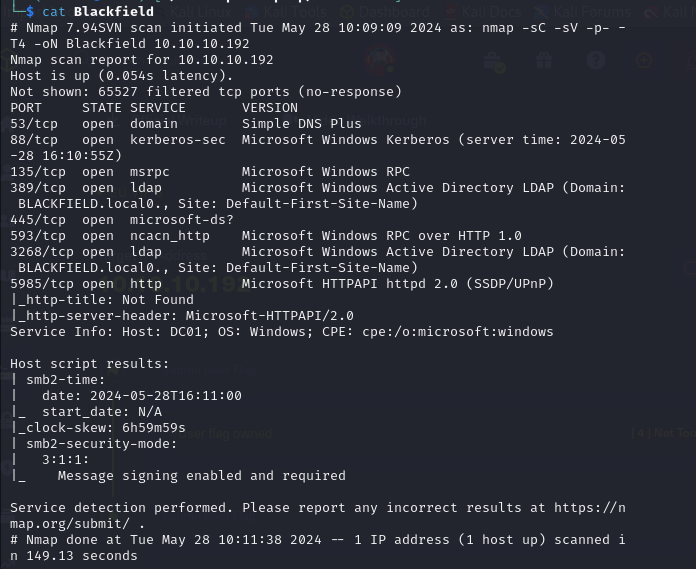 └─$ cat Blackfield
# Nmap 7.94SVN scan initiated Tue May 28 10:09:09 2024 as: nmap -sC -sV -p- -
T4 -oN Blackfield 10.10.10.192
Nmap scan report for 10.10.10.192
Host is up (0.054s latency).
Not shown: 65527 filtered tcp ports (no-response)
PORT     STATE SERVICE       VERSION
53/tcp   open  domain        Simple DNS Plus
88/tcp   open  kerberos-sec  Microsoft Windows Kerberos (server time: 2024-05
-28 16:10:55Z)
135/tcp  open  msrpc         Microsoft Windows RPC
389/tcp  open  ldap          Microsoft Windows Active Directory LDAP (Domain:
 BLACKFIELD.local0., Site: Default-First-Site-Name)
445/tcp  open  microsoft-ds?
593/tcp  open  ncacn_http    Microsoft Windows RPC over HTTP 1.0
3268/tcp open  ldap          Microsoft Windows Active Directory LDAP (Domain:
 BLACKFIELD.local0., Site: Default-First-Site-Name)
5985/tcp open  http          Microsoft HTTPAPI httpd 2.0 (SSDP/UPnP)
|_http-title: Not Found
|_http-server-header: Microsoft-HTTPAPI/2.0
Service Info: Host: DC01; OS: Windows; CPE: cpe:/o:microsoft:windows

Host script results:
| smb2-time:
|   date: 2024-05-28T16:11:00
|_  start_date: N/A
|_clock-skew: 6h59m59s
| smb2-security-mode:
|   3:1:1:
|_    Message signing enabled and required

Service detection performed. Please report any incorrect results at https://n
map.org/submit/ .
# Nmap done at Tue May 28 10:11:38 2024 -- 1 IP address (1 host up) scanned i
n 149.13 seconds